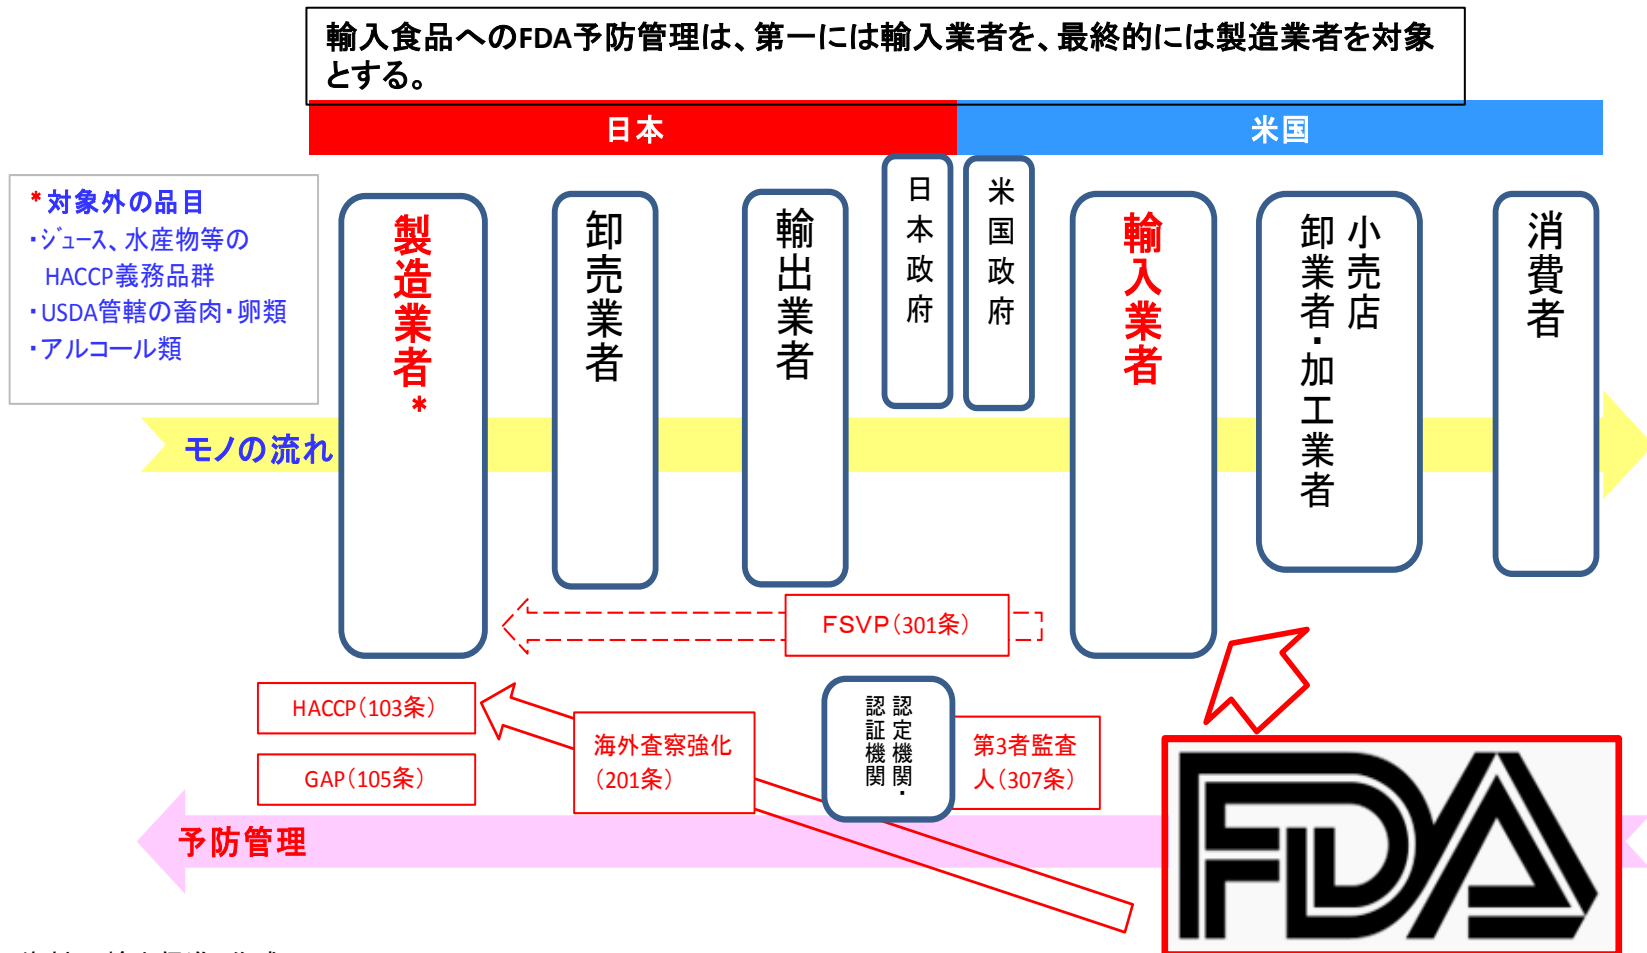 輸入食品へのFDA予防管理は、第一には輸入業者を、最終的には製造業者を対象
とする。
日本
米国
*対象外の品目
・ジュース、水産物等の
HACCP義務品群
・USDA管轄の畜肉・卵類
・アルコール類
製造業者*
卸売業者
輸出業者
日本政府
米国政府
輸入業者
小売店
卸業者・加工業者
消費者
モノの流れ
FSVP(301条)
HACCP(103条)
GAP(105条)
海外査察強化
(201条)
認定機関・
認証機関
第3者監査
人(307条)
予防管理
FDA